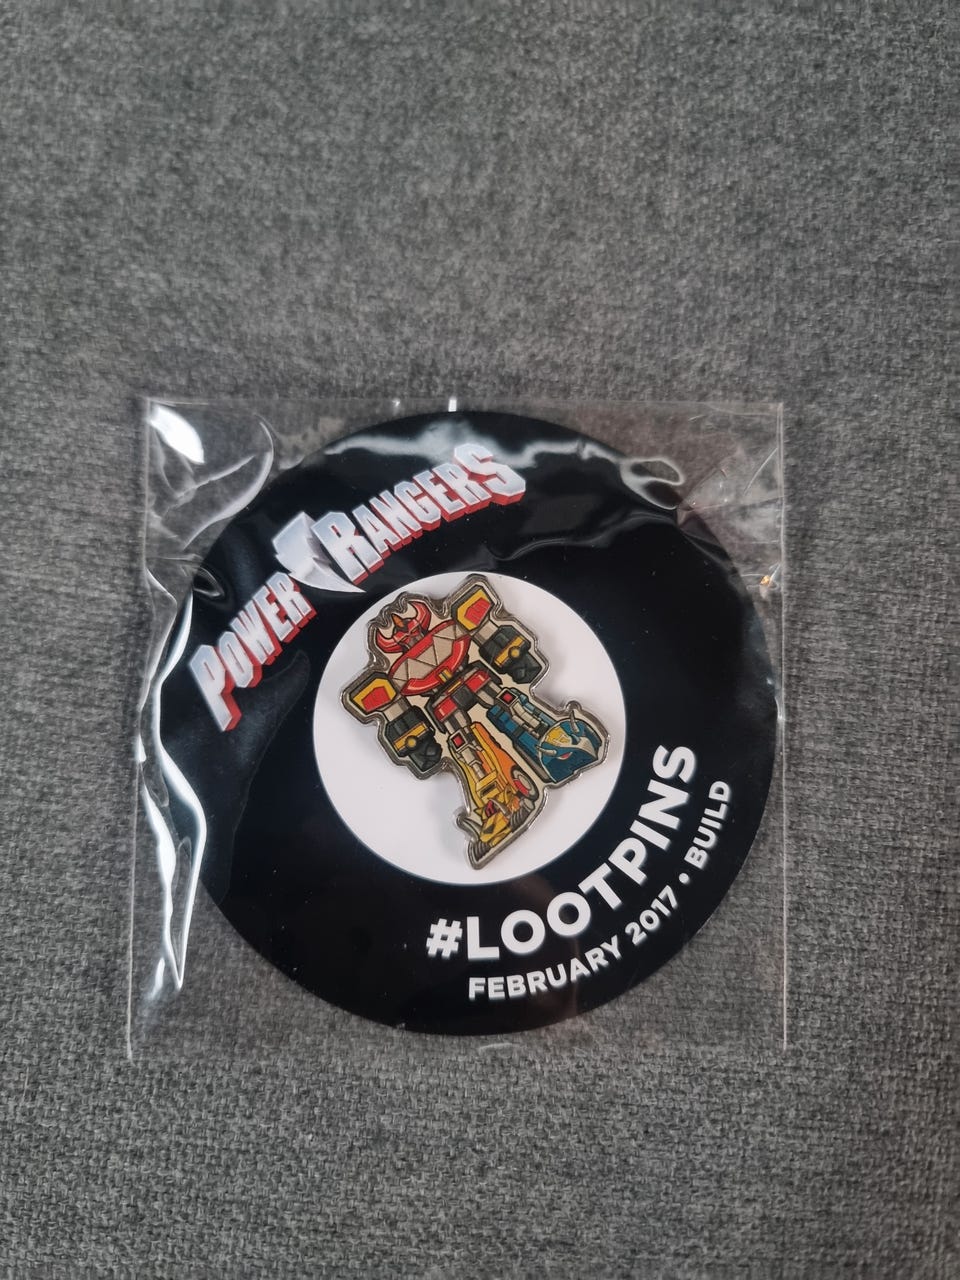 POWER RANGERS
#LOOTPINS
FEBRUARY 2017 • BUILD